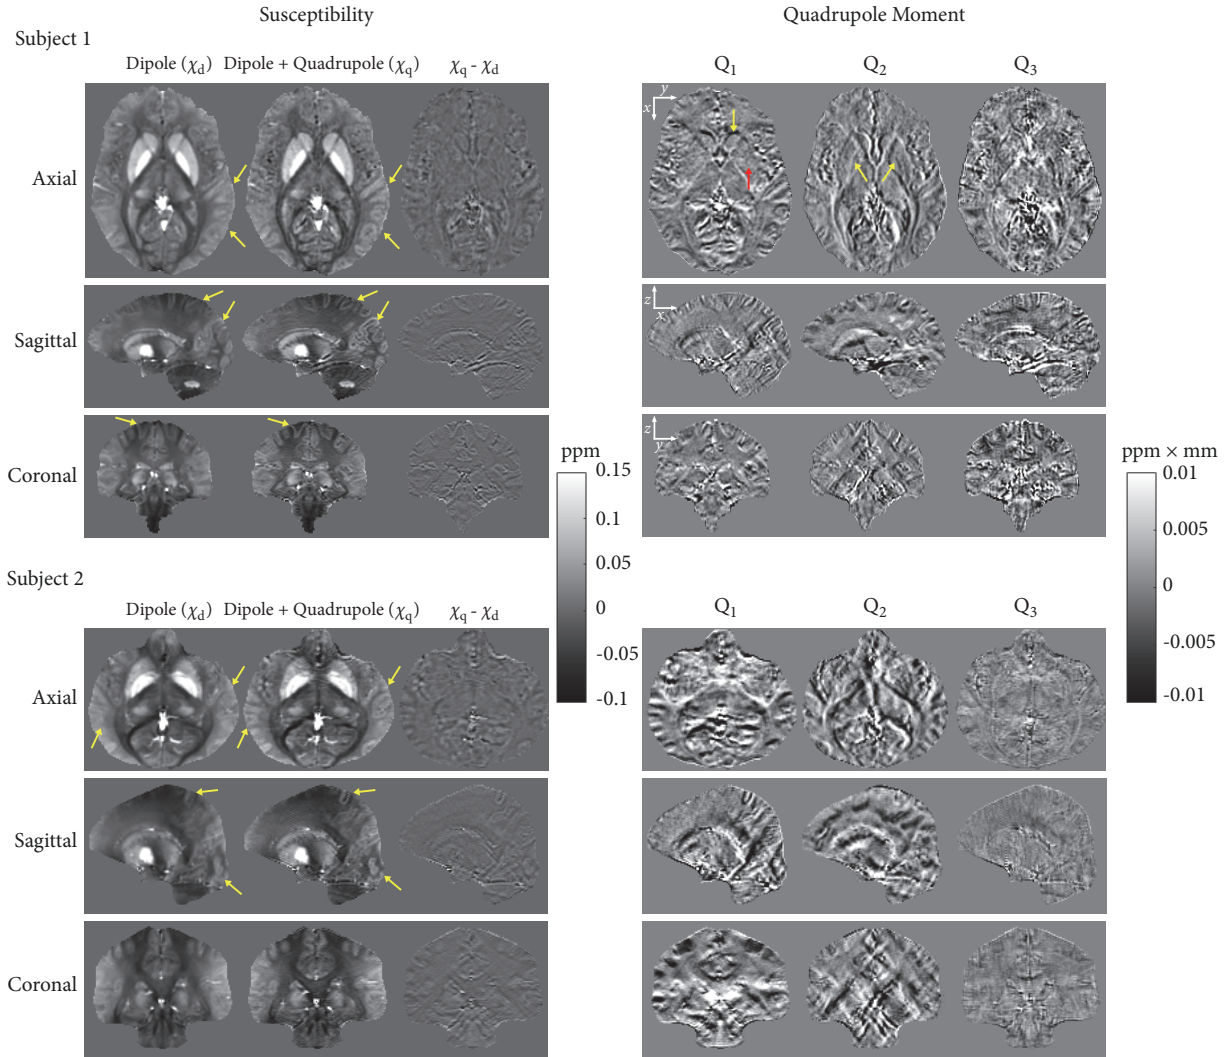 Susceptibility
Quadrupole Moment
Subject 1
Dipole (χd) Dipole + Quadrupole (χq) χq - χd
Q1 Q2 Q3
Axial
y
x
Sagittal
z
x
Coronal
z
y
ppm
0.15
0.1
0.05
0
-0.05
-0.1
ppm × mm
0.01
0.005
0
-0.005
-0.01
Subject 2
Dipole (χd) Dipole + Quadrupole (χq) χq - χd
Q1 Q2 Q3
Axial
Sagittal
Coronal